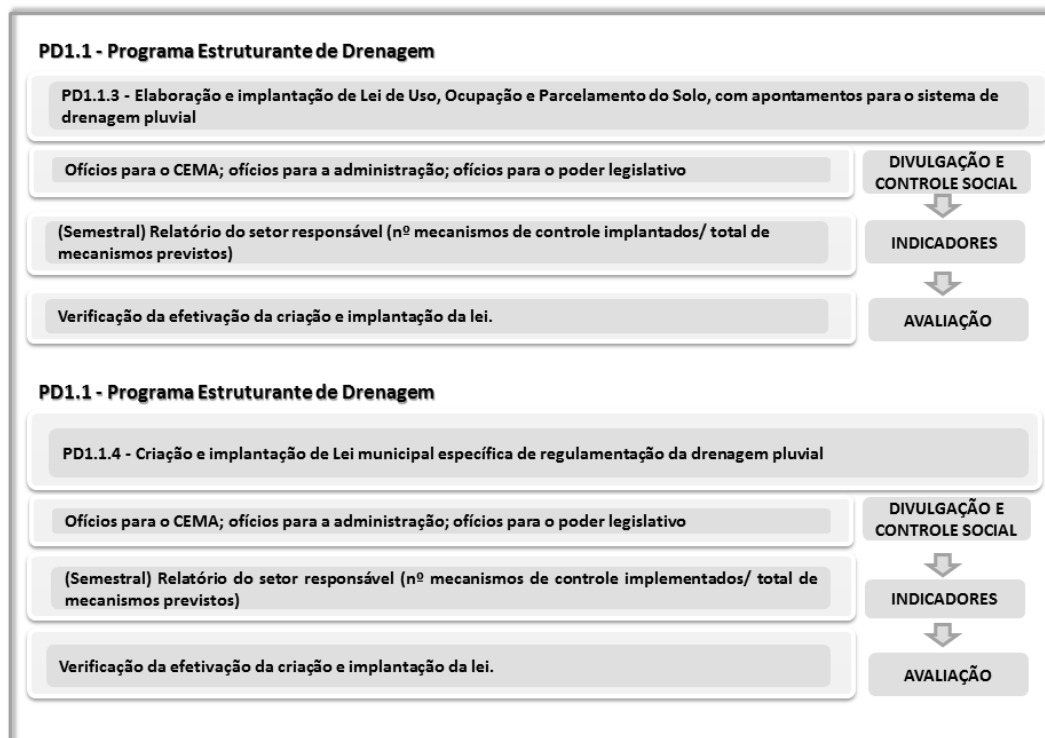 PD1.1 - Programa Estruturante de Drenagem
PD1.1.3 - Elaboração e implantação de Lei de Uso, Ocupação e Parcelamento do Solo, com apontamentos para o sistema de
drenagem pluvial
Ofícios para o CEMA; ofícios para a administração; ofícios para o poder legislativo
DIVULGAÇÃO E
CONTROLE SOCIAL
(Semestral) Relatório do setor responsável (nº mecanismos de controle implantados/ total de
mecanismos previstos)
INDICADORES
Verificação da efetivação da criação e implantação da lei.
AVALIAÇÃO
PD1.1 - Programa Estruturante de Drenagem
PD1.1.4 - Criação e implantação de Lei municipal específica de regulamentação da drenagem pluvial
Ofícios para o CEMA; ofícios para a administração; ofícios para o poder legislativo
DIVULGAÇÃO E
CONTROLE SOCIAL
(Semestral) Relatório do setor responsável (nº mecanismos de controle implementados/ total de
mecanismos previstos)
INDICADORES
Verificação da efetivação da criação e implantação da lei.
AVALIAÇÃO